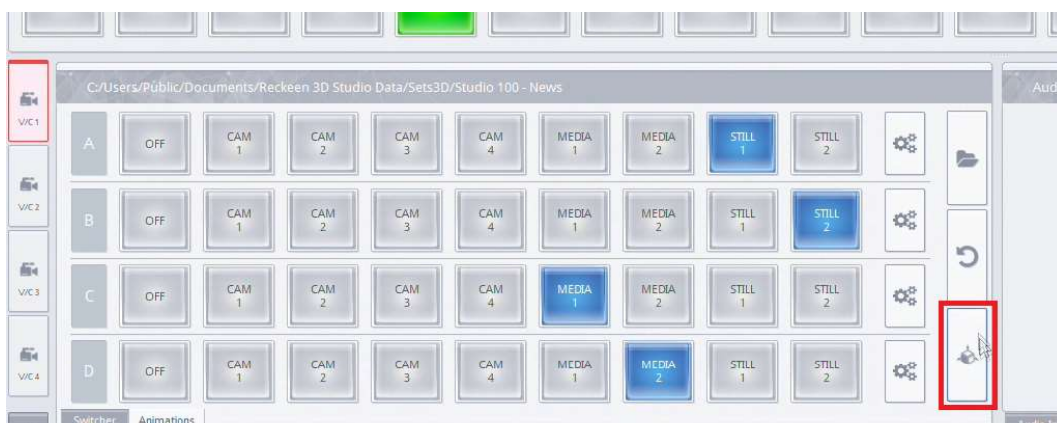 C:/Users/Public/Documents/Reckeen 3D Studio Data/Sets3D/Studio 100 - News
Aud
V/C 1
A OFF CAM 1 CAM 2 CAM 3 CAM 4 MEDIA 1 MEDIA 2 STILL 1 STILL 2
V/C 2
B OFF CAM 1 CAM 2 CAM 3 CAM 4 MEDIA 1 MEDIA 2 STILL 1 STILL 2
V/C 3
C OFF CAM 1 CAM 2 CAM 3 CAM 4 MEDIA 1 MEDIA 2 STILL 1 STILL 2
V/C 4
D OFF CAM 1 CAM 2 CAM 3 CAM 4 MEDIA 1 MEDIA 2 STILL 1 STILL 2
Switcher Animations